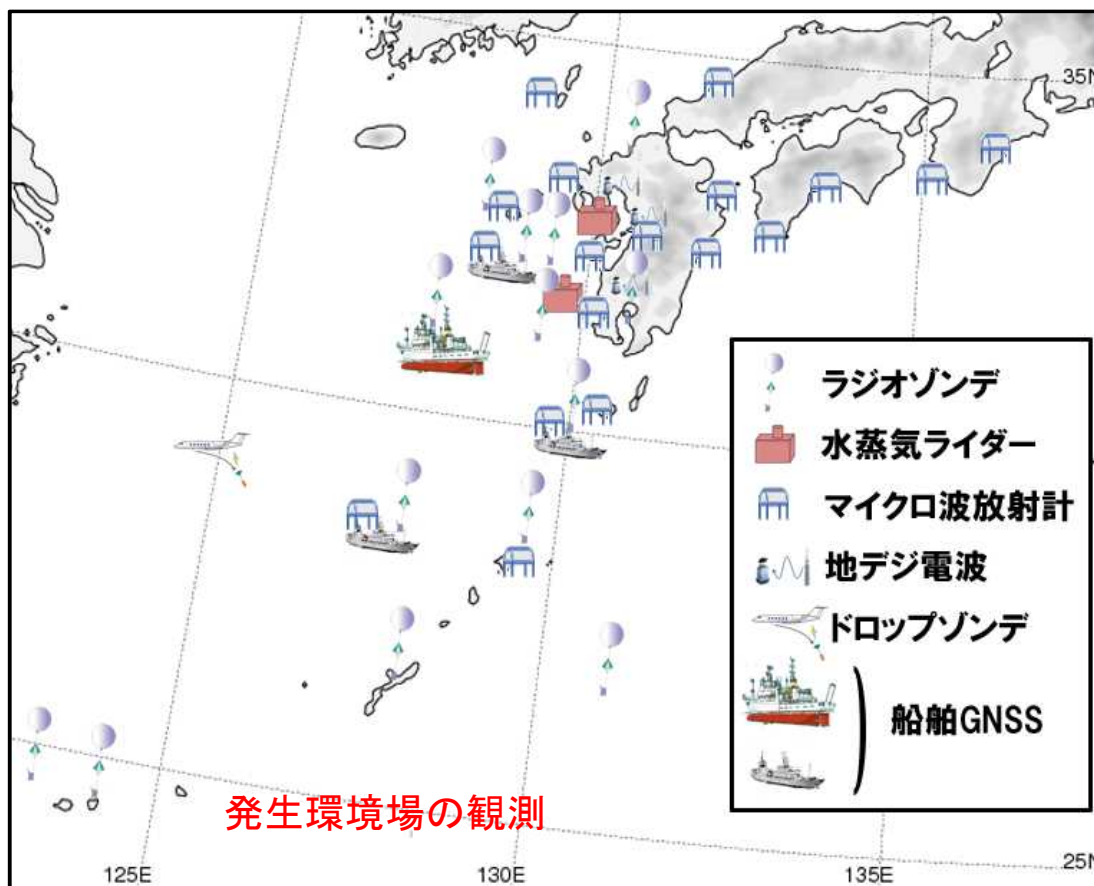 35N
ラジオゾンデ
水蒸気ライダー
マイクロ波放射計
地デジ電波
ドロップゾンデ
船舶GNSS
発生環境場の観測
125E
130E
135E
25N